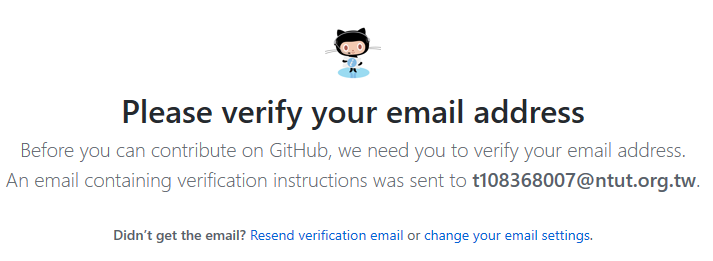 Please verify your email address
Before you can contribute on GitHub, we need you to verify your email address.
An email containing verification instructions was sent to t108368007@ntut.org.tw.
Didn’t get the email? Resend verification email or change your email settings.